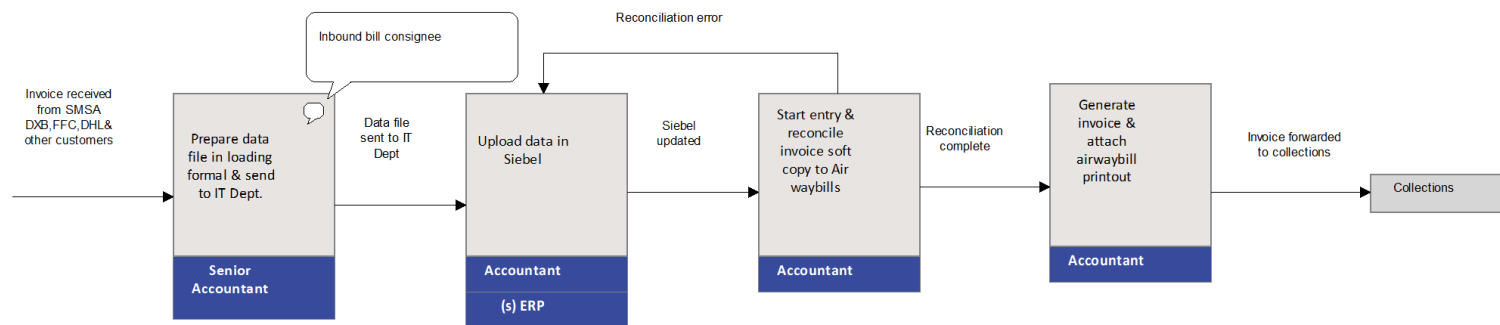 Reconciliation error
Inbound bill consignee
Invoice received
from SMSA
DXB,FFC,DHL&
other customers
Prepare data
file in loading
formal & send
to IT Dept.
Senior
Accountant
Data file
sent to IT
Dept
Upload data in
Siebel
Accountant
(s) ERP
Siebel
updated
Start entry &
reconcile
invoice soft
copy to Air
waybills
Accountant
Reconciliation
complete
Generate
invoice &
attach
airwaybill
printout
Accountant
Invoice forwarded
to collections
Collections